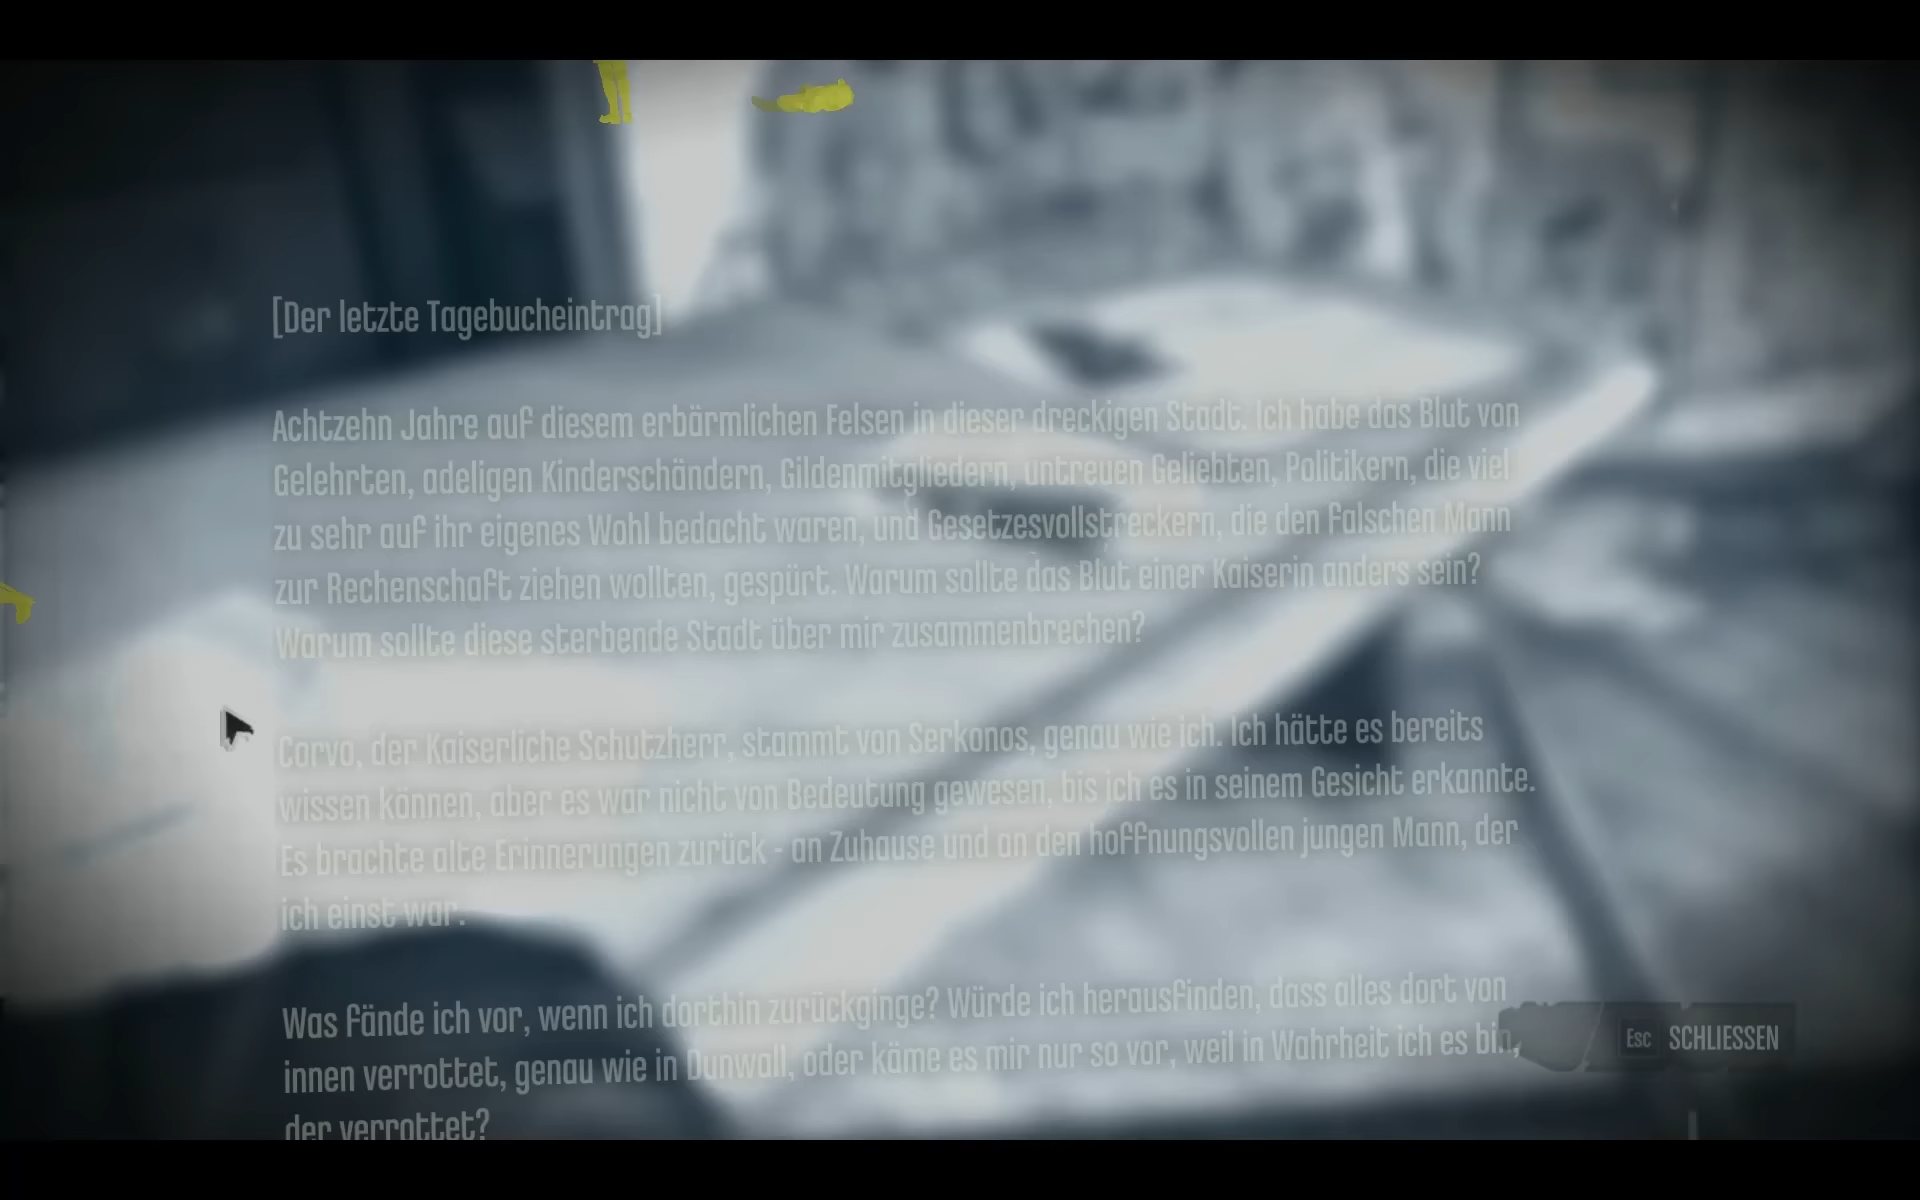 [Der letzte Tagebucheintrag]
Achtzehn Jahre auf diesem erbärmlichen Felsen in dieser dreckigen Stadt. Ich habe das Blut von
Gelehrten, adeligen Kinderschändern, Gildenmitgliedern, untreuen Geliebten, Politikern, die viel
zu sehr auf ihr eigenes Wohl bedacht waren, und Gesetzesvollstreckern, die den falschen Mann
zur Rechenschaft ziehen wollten, gespürt. Warum sollte das Blut einer Kaiserin anders sein?
Warum sollte diese sterbende Stadt über mir zusammenbrechen?
Corvo, der Kaiserliche Schutzherr, stammt von Serkonos, genau wie ich. Ich hätte es bereits
wissen können, aber es war nicht von Bedeutung gewesen, bis ich es in seinem Gesicht erkannte.
Es brachte alte Erinnerungen zurück - an Zuhause und an den hoffnungsvollen jungen Mann, der
ich einst war.
Was fände ich vor, wenn ich dorthin zurückginge? Würde ich herausfinden, dass alles dort von
innen verrottet, genau wie in Dunwall, oder käme es mir nur so vor, weil in Wahrheit ich es bin,
der verrottet?
Esc SCHLIESSEN